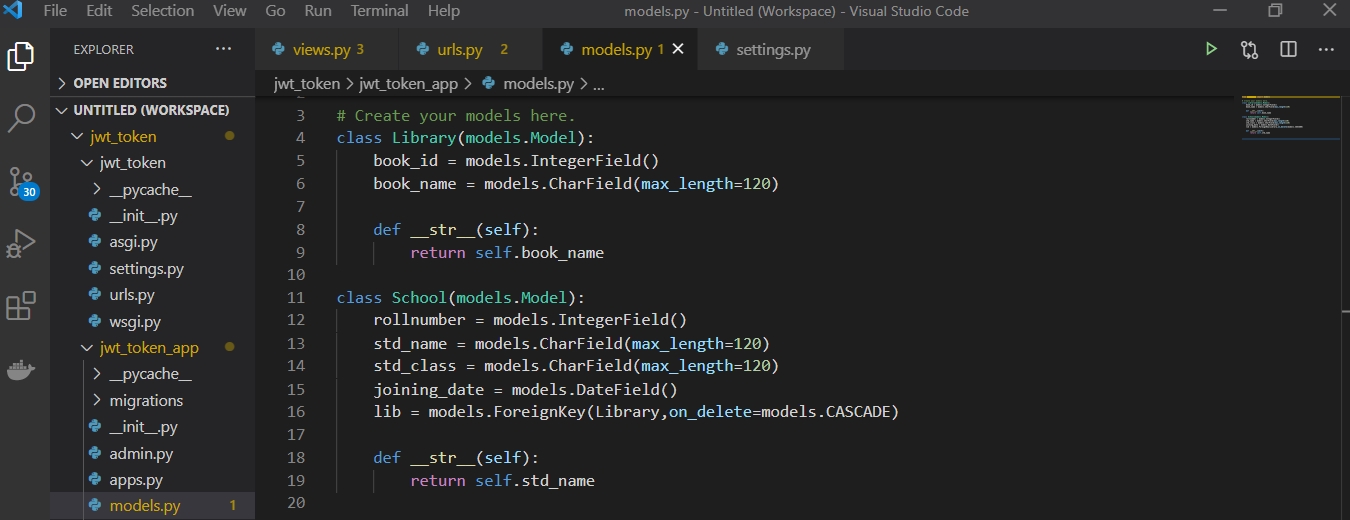 File Edit Selection View Go Run Terminal Help models.py - Untitled (Workspace) - Visual Studio Code
EXPLORER ...
OPEN EDITORS
UNTITLED (WORKSPACE)
jwt_token
jwt_token
__pycache__
__init__.py
asgi.py
settings.py
urls.py
wsgi.py
jwt_token_app
__pycache__
migrations
__init__.py
admin.py
apps.py
models.py 1
30
views.py 3 urls.py 2 models.py 1 settings.py
jwt_token > jwt_token_app > models.py > ...
3 # Create your models here.
4 class Library(models.Model):
5 book_id = models.IntegerField()
6 book_name = models.CharField(max_length=120)
7
8 def __str__(self):
9 return self.book_name
10
11 class School(models.Model):
12 rollnumber = models.IntegerField()
13 std_name = models.CharField(max_length=120)
14 std_class = models.CharField(max_length=120)
15 joining_date = models.DateField()
16 lib = models.ForeignKey(Library,on_delete=models.CASCADE)
17
18 def __str__(self):
19 return self.std_name
20